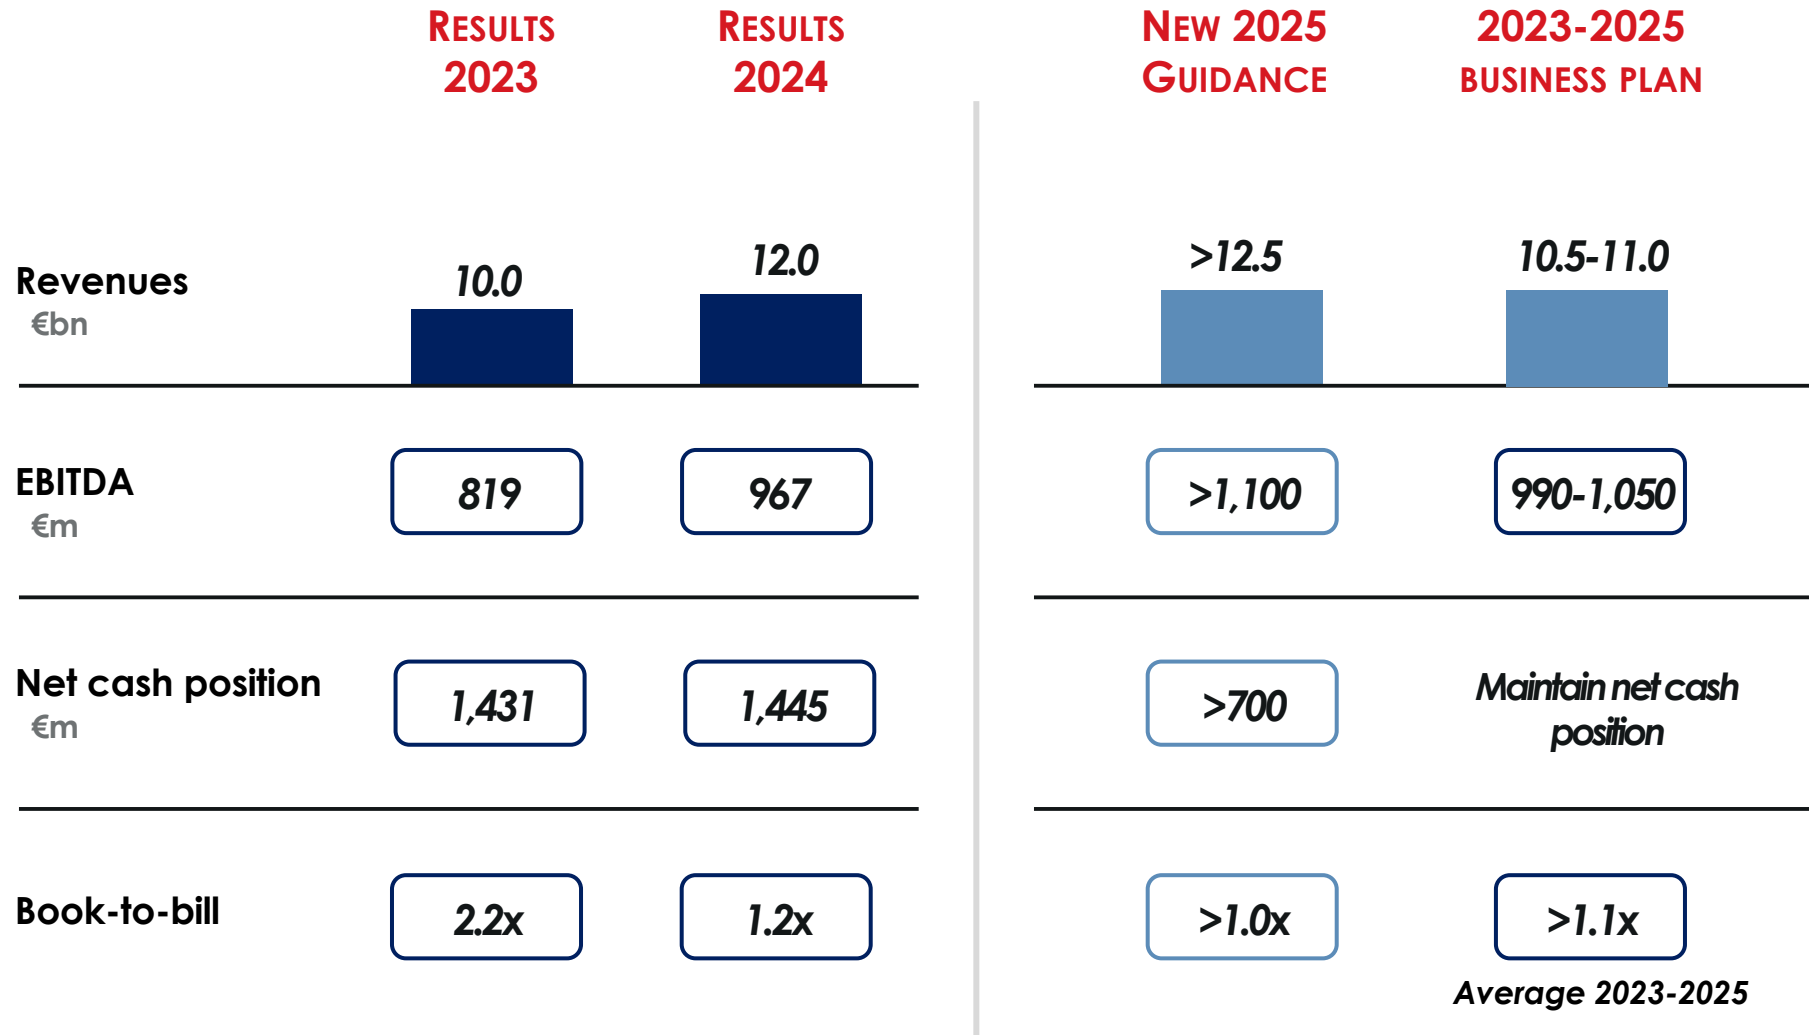 RESULTS 2023
RESULTS 2024
NEW 2025 GUIDANCE
2023-2025 BUSINESS PLAN
Revenues
€bn
10.0
12.0
>12.5
10.5-11.0
EBITDA
€m
819
967
>1,100
990-1,050
Net cash position
€m
1,431
1,445
>700
Maintain net cash
position
Book-to-bill
2.2x
1.2x
>1.0x
>1.1x
Average 2023-2025